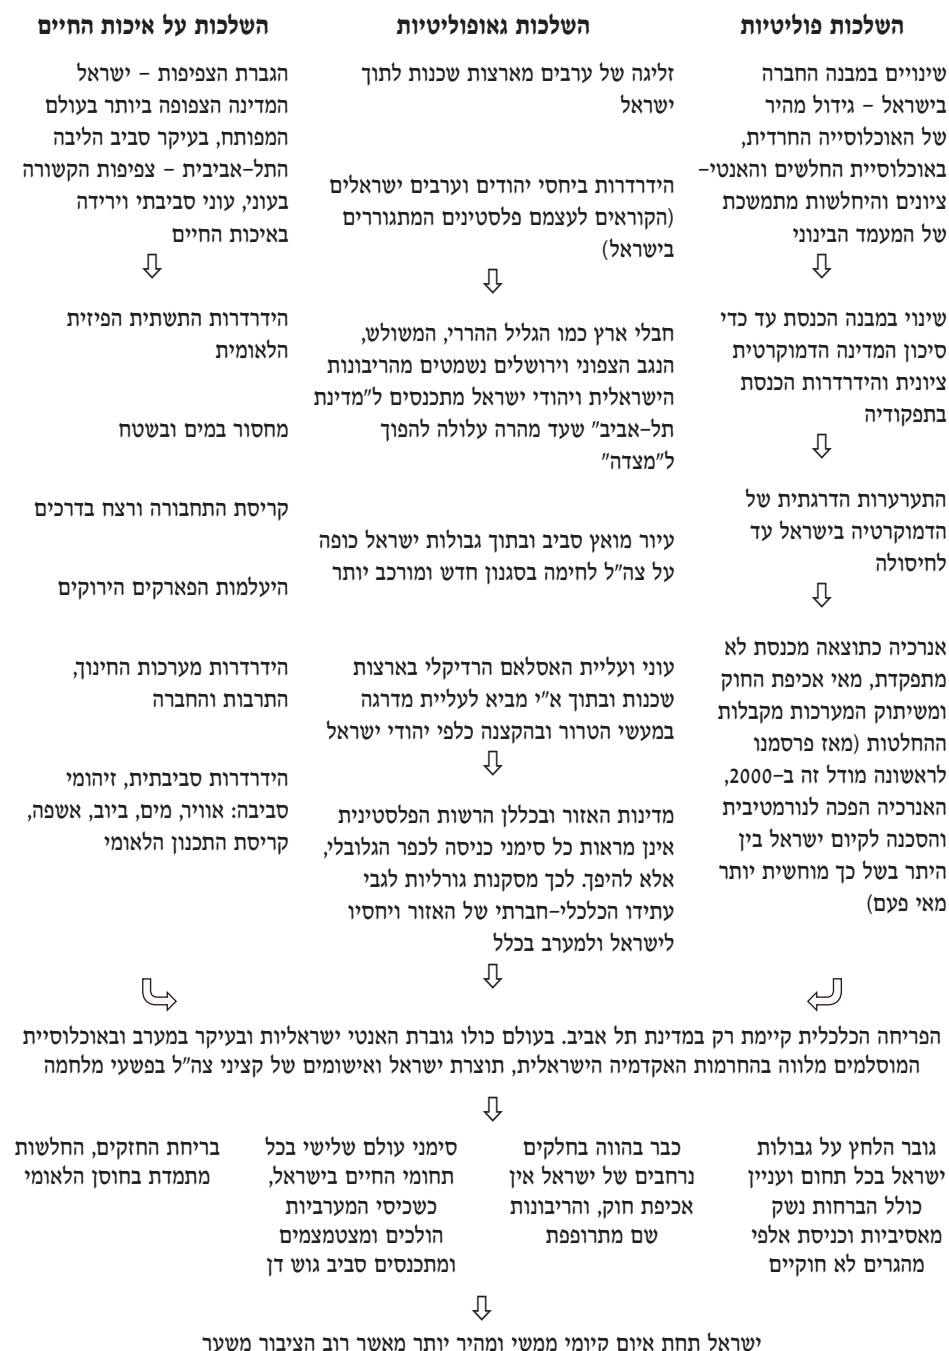 השלכות פוליטיות
שינויים במבנה החברה
בישראל – גידול מהיר
של האוכלוסייה החרדית,
באוכלוסיית החלשים והאנטי–
ציונים והיחלשות מתמשכת
של המעמד הבינוני
שינוי במבנה הכנסת עד כדי
סיכון המדינה הדמוקרטית
ציונית והידרדרות הכנסת
בתפקודיה
התערערות הדרגתית של
הדמוקרטיה בישראל עד
לחיסולה
אנרכיה כתוצאה מכנסת לא
מתפקדת, מאי אכיפת החוק
ומשיתוק המערכות מקבלות
ההחלטות (מאז פרסמנו
לראשונה מודל זה ב–2000,
האנרכיה הפכה לנורמטיבית
והסכנה לקיום ישראל בין
היתר בשל כך מוחשית יותר
מאי פעם)
השלכות גאופוליטיות
זליגה של ערבים מארצות שכנות לתוך
ישראל
הידרדרות ביחסי יהודים וערבים ישראלים
(הקוראים לעצמם פלסטינים המתגוררים
בישראל)
חבלי ארץ כמו הגליל ההררי, המשולש,
הנגב הצפוני וירושלים נשמטים מהריבונות
הישראלית ויהודי ישראל מתכנסים ל"מדינת
תל–אביב" שעד מהרה עלולה להפוך
ל"מצדה"
עיור מואץ סביב ובתוך גבולות ישראל כופה
על צה"ל לחימה בסגנון חדש ומורכב יותר
עוני ועליית האסלאם הרדיקלי בארצות
שכנות ובתוך א"י מביא לעליית מדרגה
במעשי הטרור ובהקצנה כלפי יהודי ישראל
מדינות האזור ובכללן הרשות הפלסטינית
אינן מראות כל סימני כניסה לכפר הגלובלי,
אלא להיפך. לכך מסקנות גורליות לגבי
עתידו הכלכלי–חברתי של האזור ויחסיו
לישראל ולמערב בכלל
השלכות על איכות החיים
הגברת הצפיפות – ישראל
המדינה הצפופה ביותר בעולם
המפותח, בעיקר סביב הליבה
התל–אביבית – צפיפות הקשורה
בעוני, עוני סביבתי וירידה
באיכות החיים
הידרדרות התשתית הפיזית
הלאומית
מחסור במים ובשטח
קריסת התחבורה ורצח בדרכים
היעלמות הפארקים הירוקים
הידרדרות מערכות החינוך,
התרבות והחברה
הידרדרות סביבתית, זיהומי
סביבה: אוויר, מים, ביוב, אשפה,
קריסת התכנון הלאומי
הפריחה הכלכלית קיימת רק במדינת תל אביב. בעולם כולו גוברת האנטי ישראליות ובעיקר במערב ובאוכלוסיית
המוסלמים מלווה בהחרמות האקדמיה הישראלית, תוצרת ישראל ואישומים של קציני צה"ל בפשעי מלחמה
גובר הלחץ על גבולות
ישראל בכל תחום ועניין
כולל הברחות נשק
מאסיביות וכניסת אלפי
מהגרים לא חוקיים
כבר בהווה בחלקים
נרחבים של ישראל אין
אכיפת חוק, והריבונות
שם מתרופפת
סימני עולם שלישי בכל
תחומי החיים בישראל,
כשכיסי המערביות
הולכים ומצטמצמים
ומתכנסים סביב גוש דן
בריחת החזקים, החלשות
מתמדת בחוסן הלאומי
ישראל תחת איום קיומי ממשי ומהיר יותר מאשר רוב הציבור משער